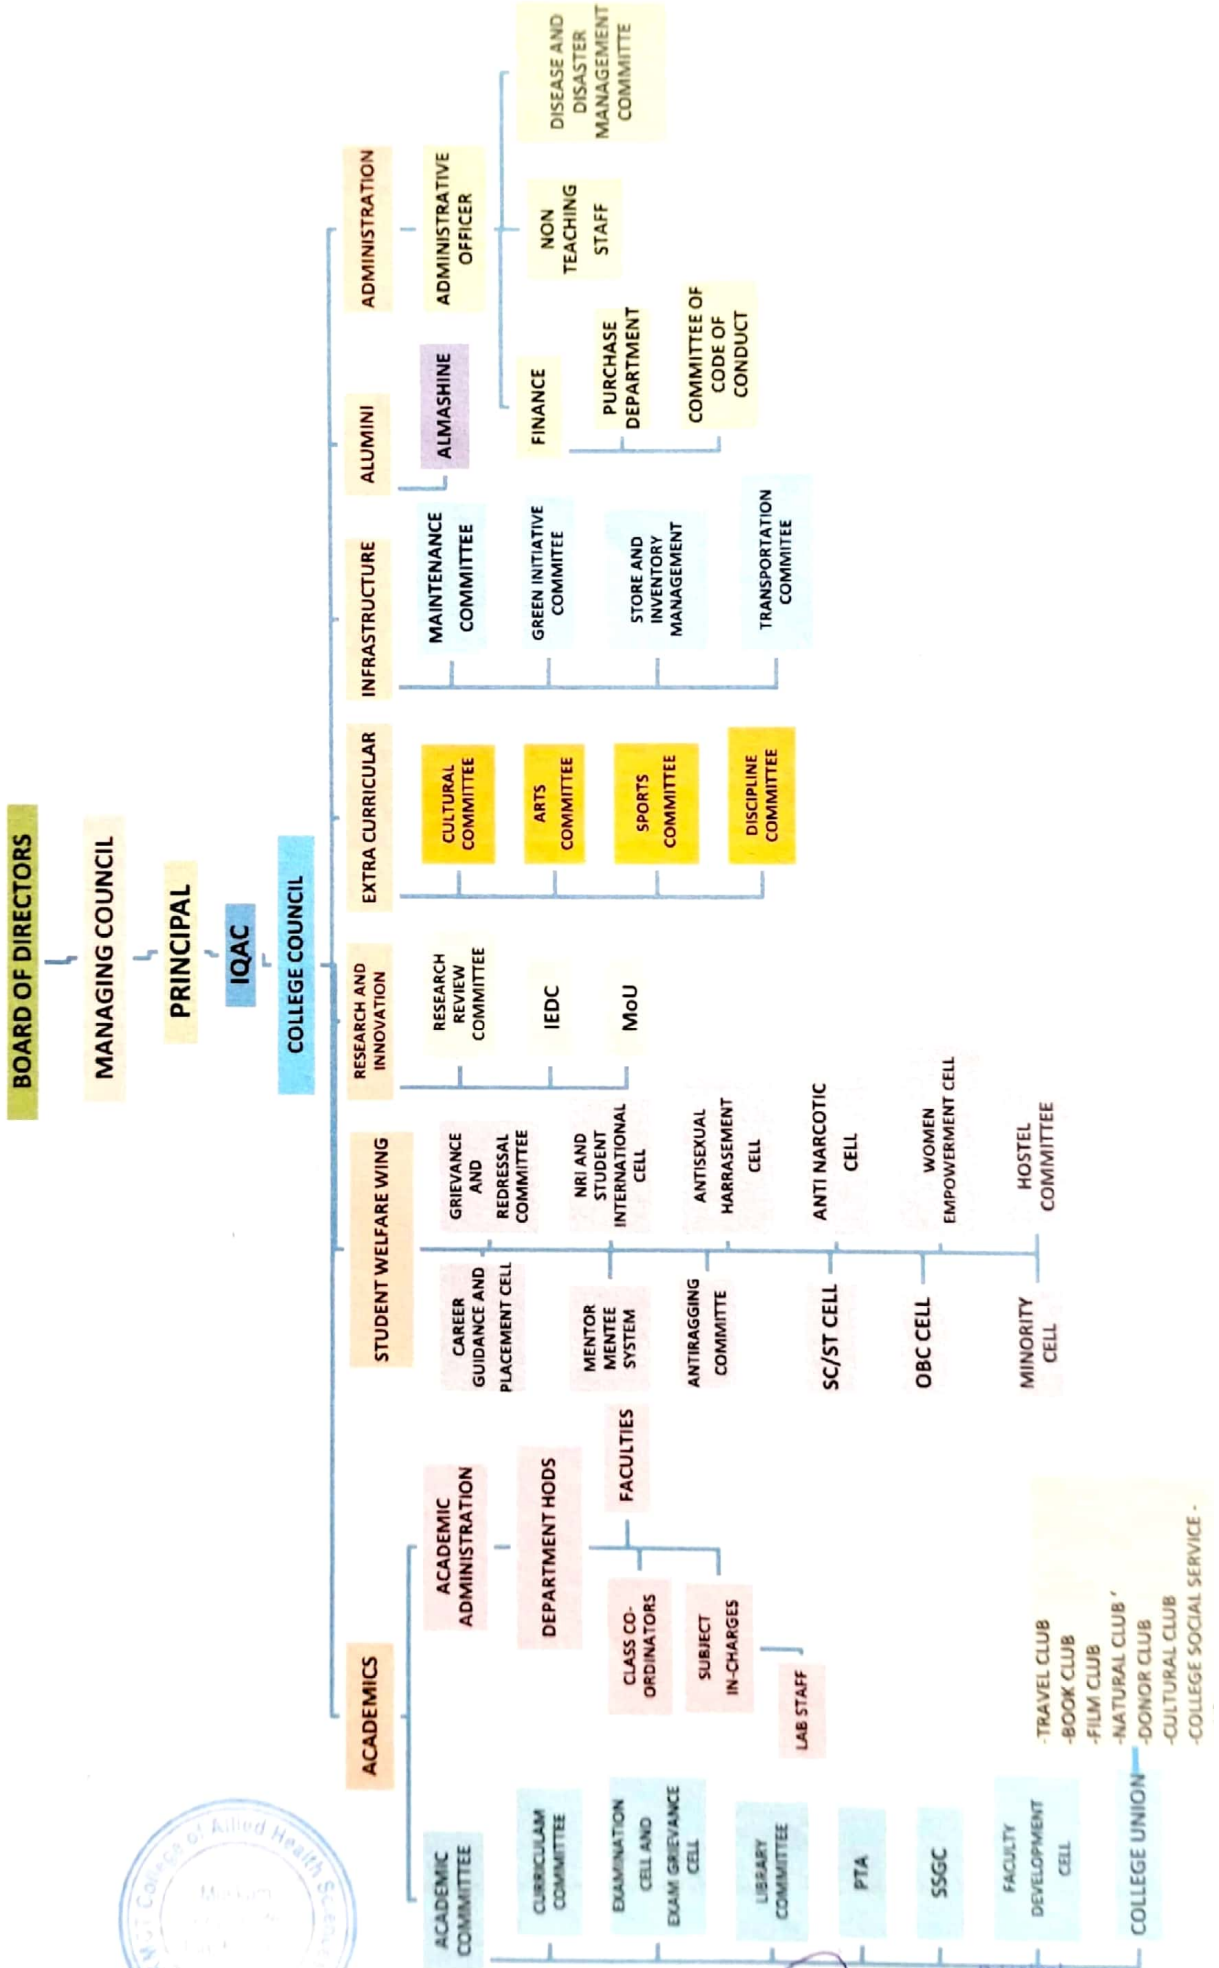 BOARD OF DIRECTORS
MANAGING COUNCIL
PRINCIPAL
IQAC
COLLEGE COUNCIL
ACADEMICS
STUDENT WELFARE WING
RESEARCH AND
INNOVATION
EXTRA CURRICULAR
INFRASTRUCTURE
ALUMINI
ADMINISTRATION
ACADEMIC
COMMITTEE
CURRICULAM
COMMITTEE
EXAMINATION
CELL AND
EXAM GRIEVANCE
CELL
LIBRARY
COMMITTEE
PTA
SSGC
FACULTY
DEVELOPMENT
CELL
COLLEGE UNION
-TRAVEL CLUB
-BOOK CLUB
-FILM CLUB
-NATURAL CLUB '
-DONOR CLUB
-CULTURAL CLUB
-COLLEGE SOCIAL SERVICE -
ACADEMIC
ADMINISTRATION
DEPARTMENT HODS
FACULTIES
CLASS CO-
ORDINATORS
SUBJECT
IN-CHARGES
LAB STAFF
CAREER
GUIDANCE AND
PLACEMENT CELL
GRIEVANCE
AND
REDRESSAL
COMMITTEE
MENTOR
MENTEE
SYSTEM
NRI AND
STUDENT
INTERNATIONAL
CELL
ANTIRAGGING
COMMITTE
ANTISEXUAL
HARRASEMENT
CELL
SC/ST CELL
ANTI NARCOTIC
CELL
OBC CELL
WOMEN
EMPOWERMENT CELL
MINORITY
CELL
HOSTEL
COMMITTEE
RESEARCH
REVIEW
COMMITTEE
IEDC
MoU
CULTURAL
COMMITTEE
ARTS
COMMITTEE
SPORTS
COMMITTEE
DISCIPLINE
COMMITTEE
MAINTENANCE
COMMITTEE
GREEN INITIATIVE
COMMITEE
STORE AND
INVENTORY
MANAGEMENT
TRANSPORTATION
COMMITEE
ALMASHINE
ADMINISTRATIVE
OFFICER
FINANCE
PURCHASE
DEPARTMENT
COMMITTEE OF
CODE OF
CONDUCT
NON
TEACHING
STAFF
DISEASE AND
DISASTER
MANAGEMENT
COMMITTE
College of Allied Health